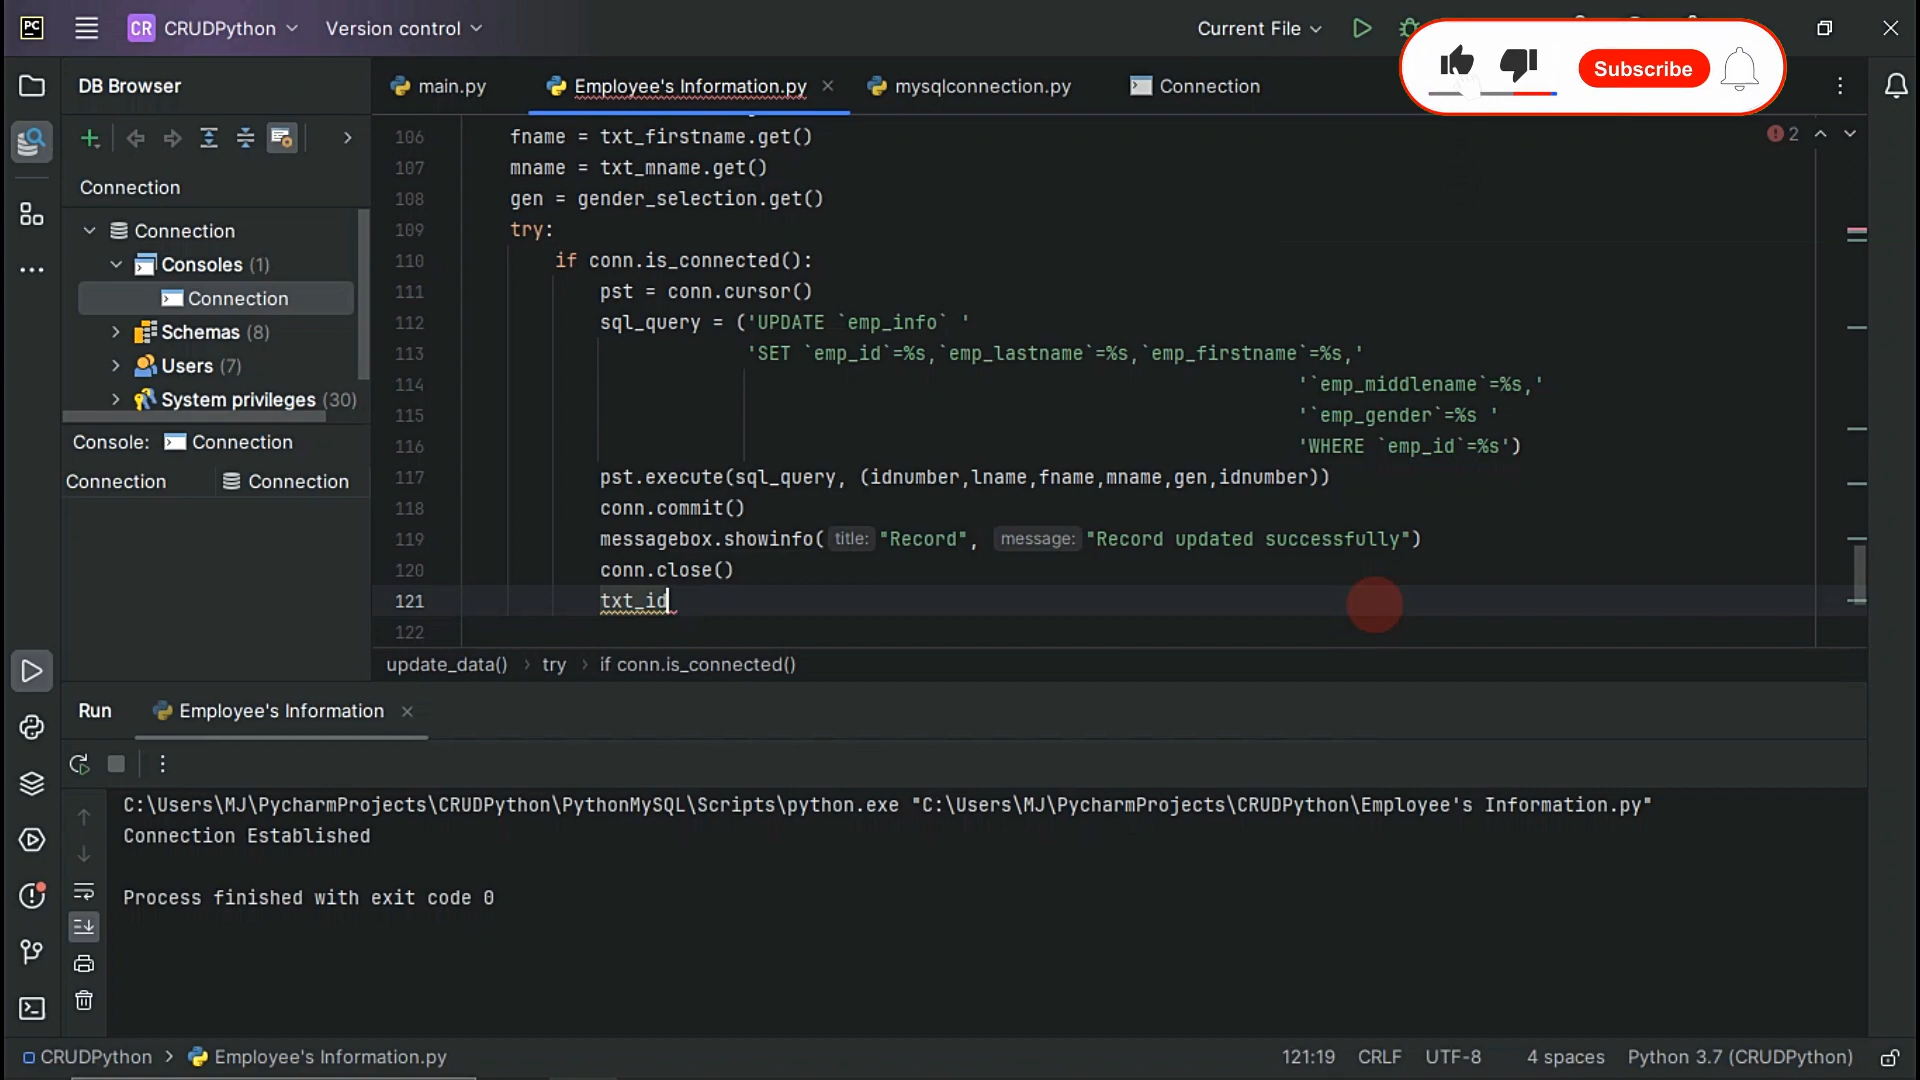 PC CR CRUDPython Version control Current File
Subscribe
DB Browser
main.py Employee's Information.py mysqlconnection.py Connection
Connection
Connection
Consoles (1)
Connection
Schemas (8)
Users (7)
System privileges (30)
Console: Connection
Connection Connection
2
106 fname = txt_firstname.get()
107 mname = txt_mname.get()
108 gen = gender_selection.get()
109 try:
110 if conn.is_connected():
111 pst = conn.cursor()
112 sql_query = ('UPDATE `emp_info` '
113 'SET `emp_id`=%s,`emp_lastname`=%s,`emp_firstname`=%s,'
114 '`emp_middlename`=%s,'
115 '`emp_gender`=%s '
116 'WHERE `emp_id`=%s')
117 pst.execute(sql_query, (idnumber,lname,fname,mname,gen,idnumber))
118 conn.commit()
119 messagebox.showinfo( title: "Record", message: "Record updated successfully")
120 conn.close()
121 txt_id
122
update_data() › try › if conn.is_connected()
Run Employee's Information
C:\Users\MJ\PycharmProjects\CRUDPython\PythonMySQL\Scripts\python.exe "C:\Users\MJ\PycharmProjects\CRUDPython\Employee's Information.py"
Connection Established
Process finished with exit code 0
CRUDPython › Employee's Information.py 121:19 CRLF UTF-8 4 spaces Python 3.7 (CRUDPython)